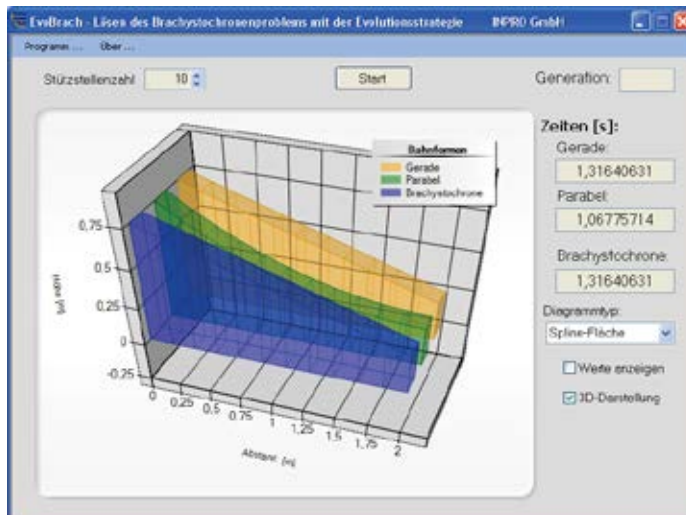 EvoBrach - Lösen des Brachystochronenproblems mit der Evolutionsstrategie INPRO GmbH
Programm ... Über ...
Stützstellenzahl 10 Start Generation:
Zeiten [s]:
Gerade:
1,31640631
Parabel:
1,06775714
Brachystochrone:
1,31640631
Diagrammtyp:
Spline-Fläche
Werte anzeigen
3D-Darstellung
Bahnformen
Gerade
Parabel
Brachystochrone
0,75
0,5
0,25
0
-0,25
0 0,25 0,5 0,75 1 1,25 1,5 1,75 2
Abstand [m]